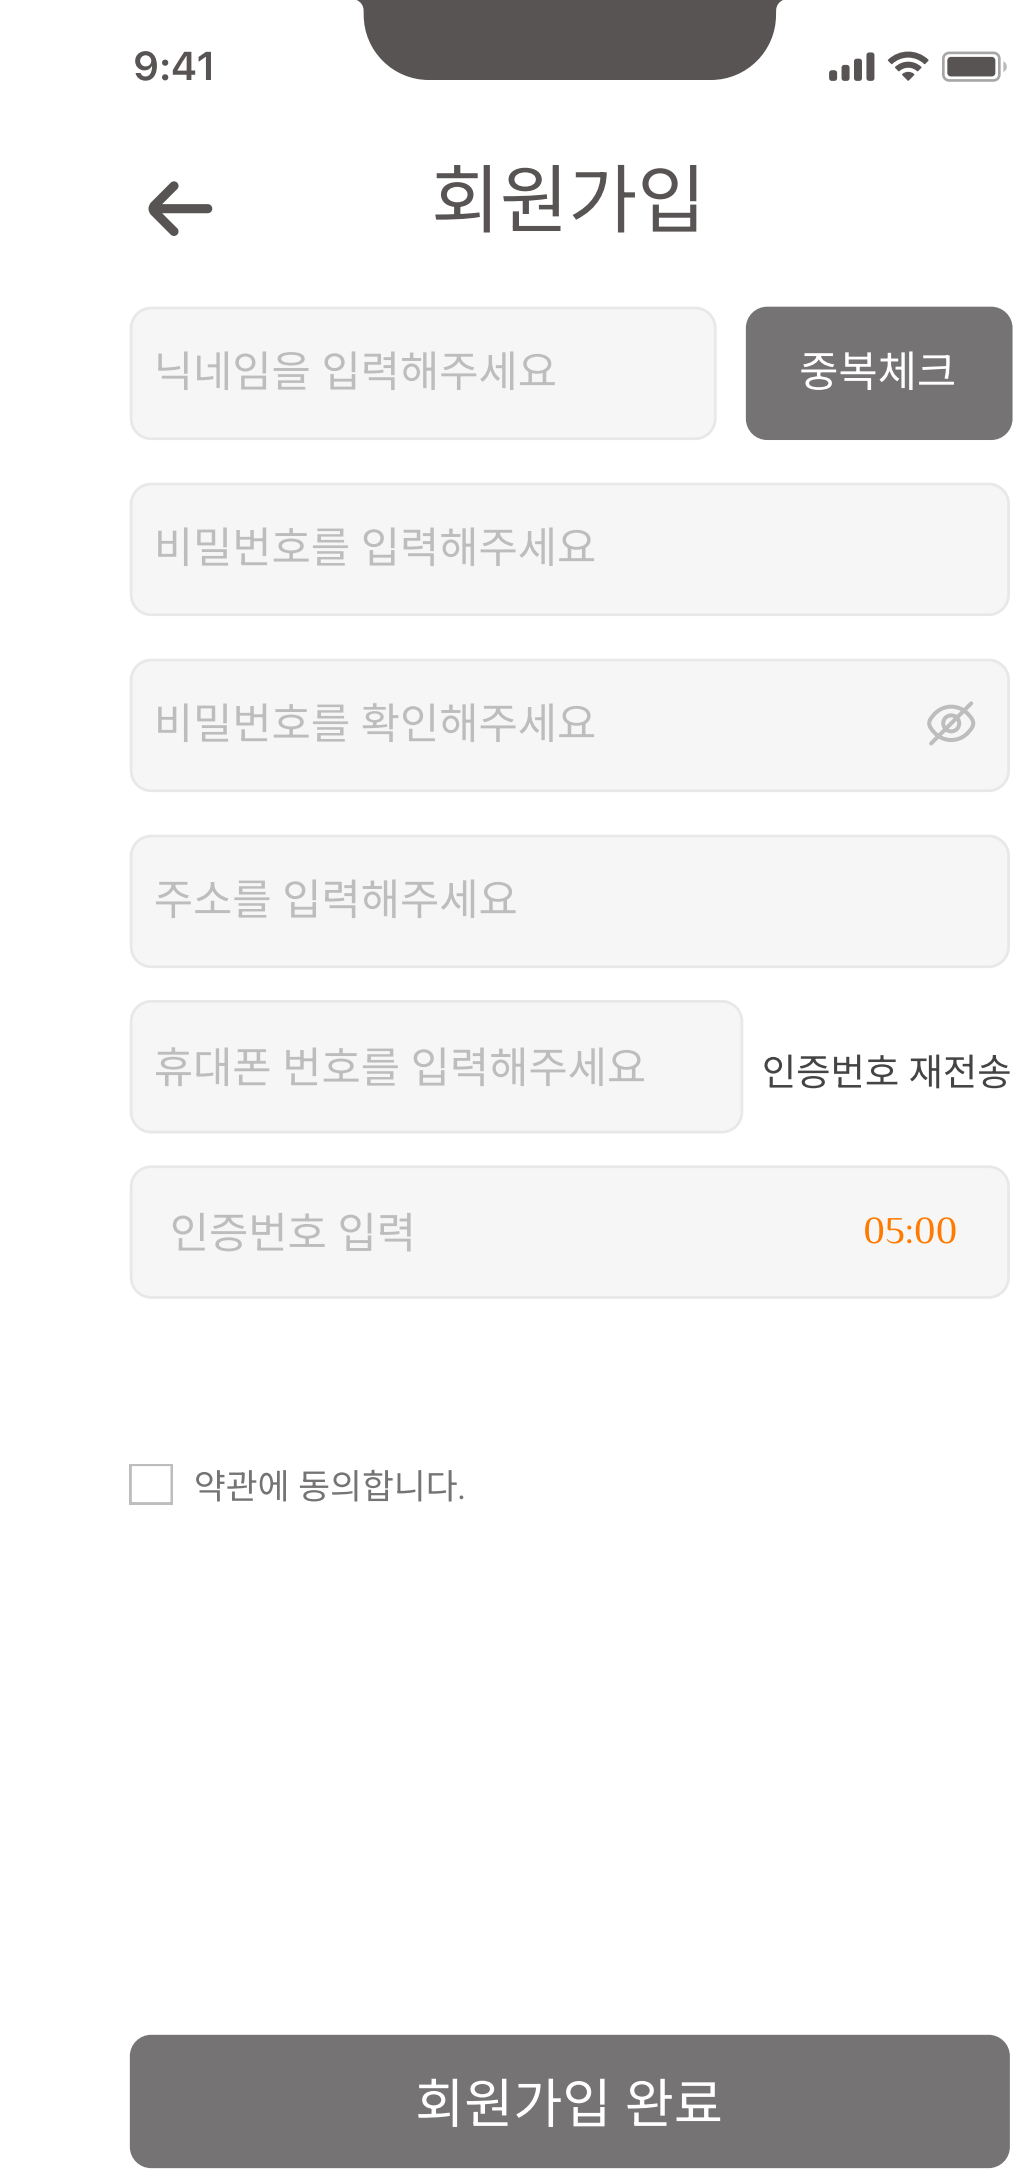 9:41
회원가입
닉네임을 입력해주세요
중복체크
비밀번호를 입력해주세요
비밀번호를 확인해주세요
주소를 입력해주세요
휴대폰 번호를 입력해주세요
인증번호 재전송
인증번호 입력
05:00
약관에 동의합니다.
회원가입 완료